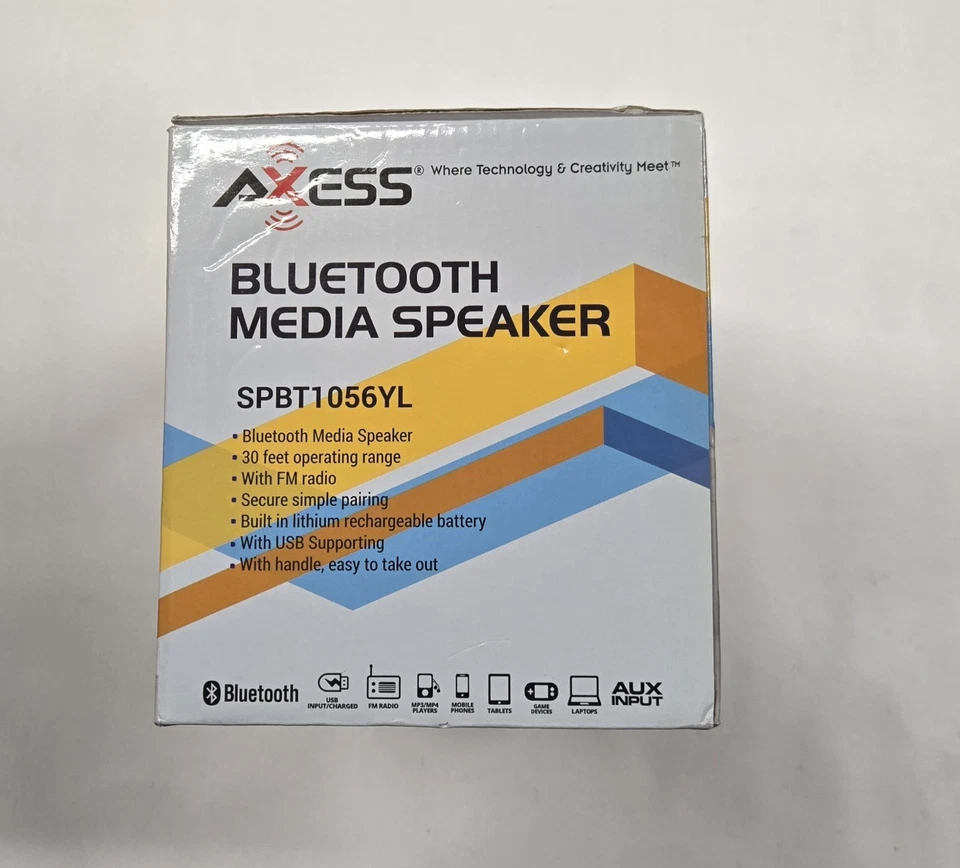 AXESS® Where Technology & Creativity Meet™
BLUETOOTH
MEDIA SPEAKER
SPBT1056YL
▪ Bluetooth Media Speaker
▪ 30 feet operating range
▪ With FM radio
▪ Secure simple pairing
▪ Built in lithium rechargeable battery
▪ With USB Supporting
▪ With handle, easy to take out
Bluetooth
USB
INPUT/CHARGED
FM RADIO
MP3/MP4
PLAYERS
MOBILE
PHONES
TABLETS
GAME
DEVICES
LAPTOPS
AUX
INPUT